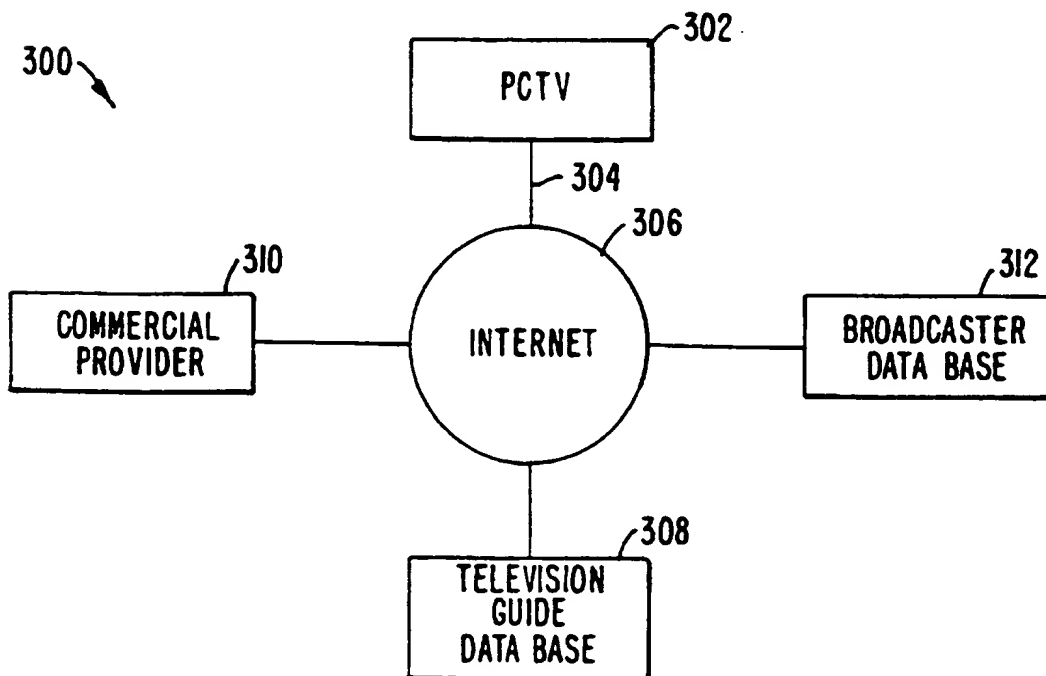 302
300
PCTV
304
306
310
312
COMMERCIAL
PROVIDER
INTERNET
BROADCASTER
DATA BASE
308
TELEVISION
GUIDE
DATA BASE